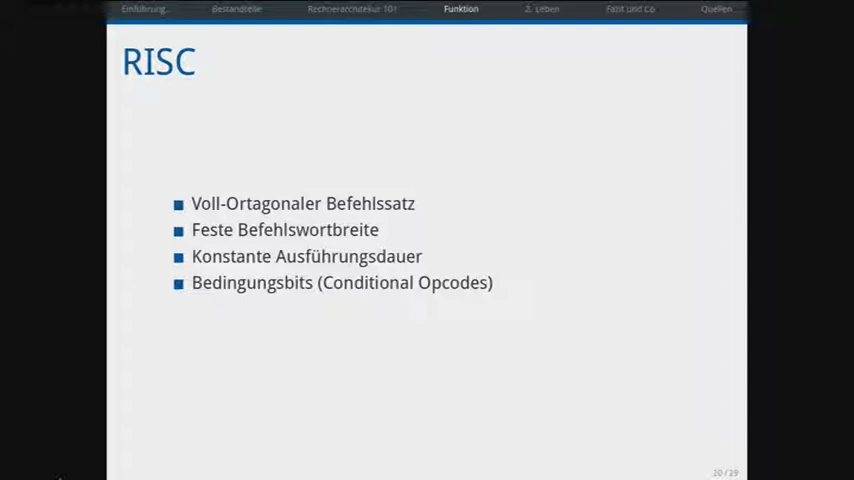 Einführung... Bestandteile Rechnerarchitektur 101 Funktion 2. Leben Fazit und Co Quellen
RISC
Voll-Ortagonaler Befehlssatz
Feste Befehlswortbreite
Konstante Ausführungsdauer
Bedingungsbits (Conditional Opcodes)
20 / 29